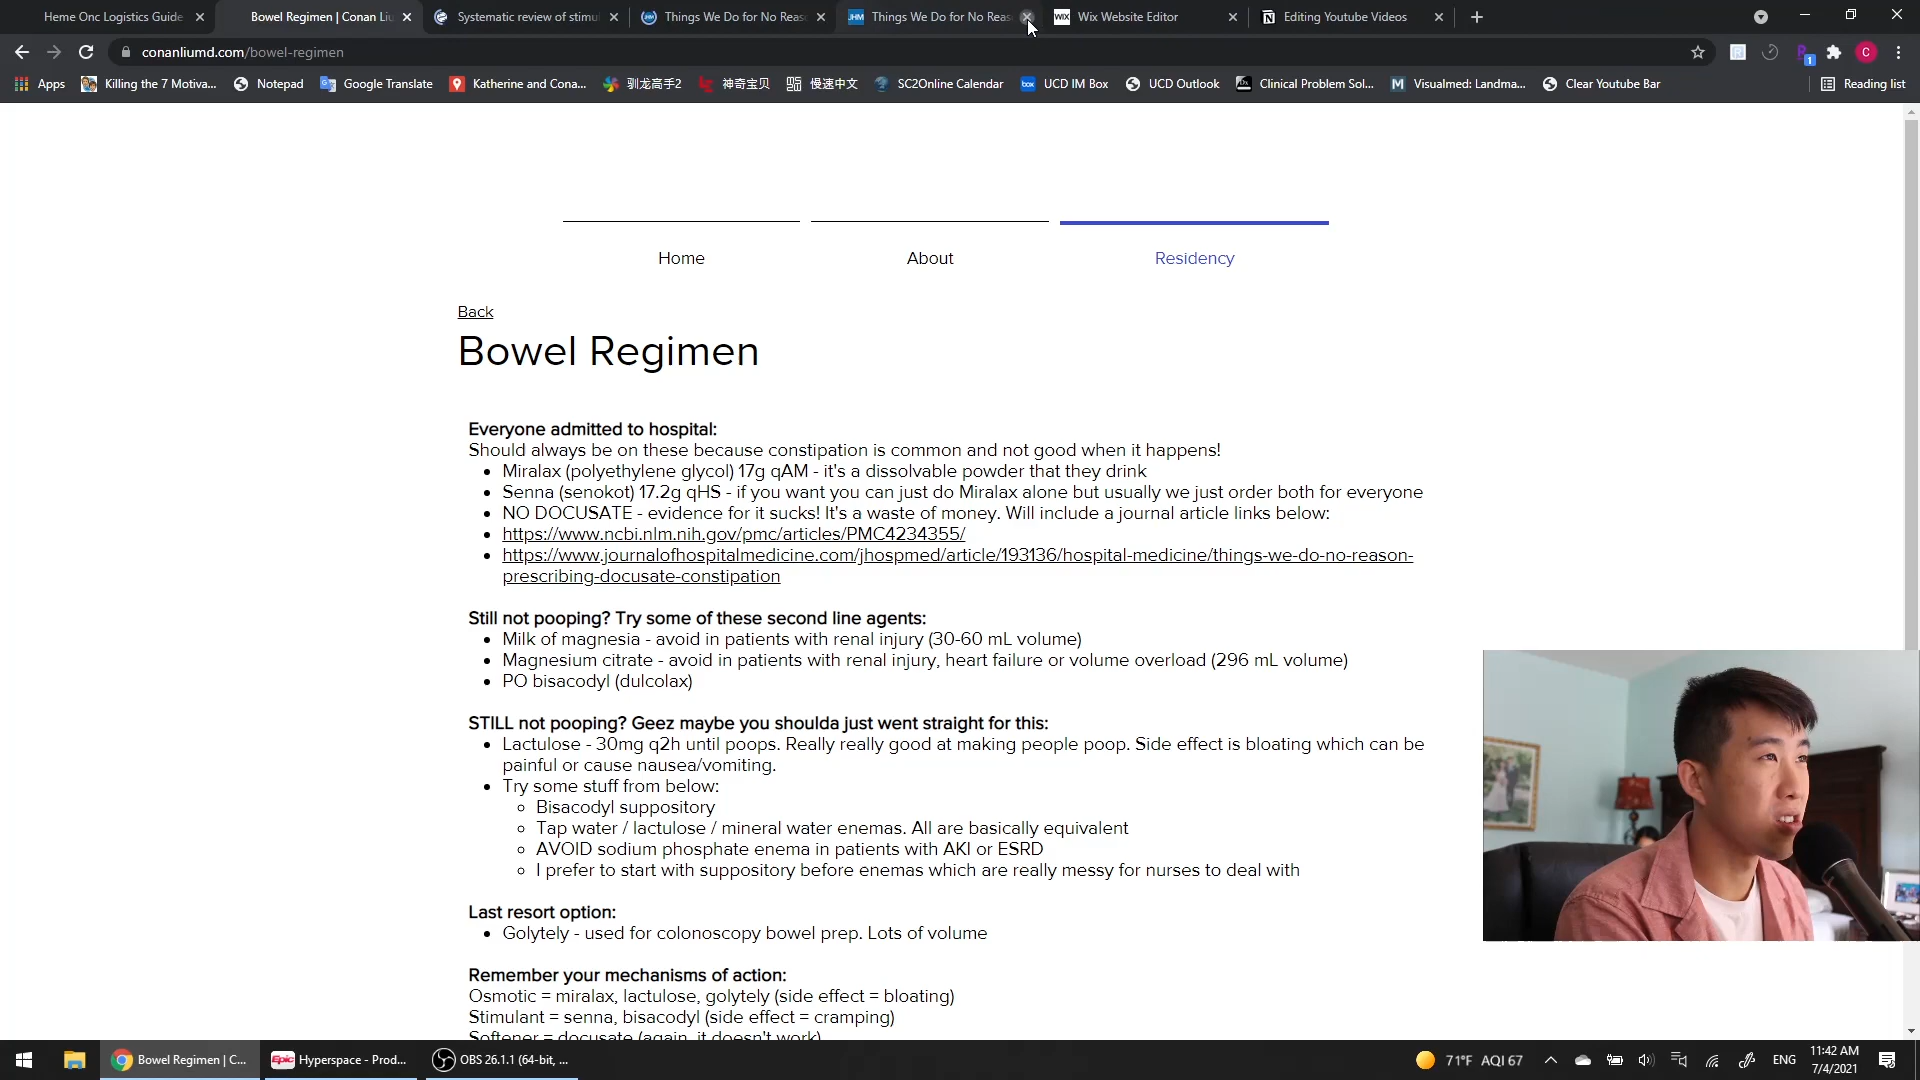 Heme Onc Logistics Guide
Bowel Regimen | Conan Liu
Systematic review of stimul
Things We Do for No Reas
Things We Do for No Reas
Wix Website Editor
Editing Youtube Videos
conanliumd.com/bowel-regimen
Apps
Killing the 7 Motiva...
Notepad
Google Translate
Katherine and Cona...
驯龙高手2
神奇宝贝
慢速中文
SC2Online Calendar
UCD IM Box
UCD Outlook
Clinical Problem Sol...
Visualmed: Landma...
Clear Youtube Bar
Reading list
Home
About
Residency
Back
Bowel Regimen
Everyone admitted to hospital:
Should always be on these because constipation is common and not good when it happens!
Miralax (polyethylene glycol) 17g qAM - it's a dissolvable powder that they drink
Senna (senokot) 17.2g qHS - if you want you can just do Miralax alone but usually we just order both for everyone
NO DOCUSATE - evidence for it sucks! It's a waste of money. Will include a journal article links below:
https://www.ncbi.nlm.nih.gov/pmc/articles/PMC4234355/
https://www.journalofhospitalmedicine.com/jhospmed/article/193136/hospital-medicine/things-we-do-no-reason-
prescribing-docusate-constipation
Still not pooping? Try some of these second line agents:
Milk of magnesia - avoid in patients with renal injury (30-60 mL volume)
Magnesium citrate - avoid in patients with renal injury, heart failure or volume overload (296 mL volume)
PO bisacodyl (dulcolax)
STILL not pooping? Geez maybe you shoulda just went straight for this:
Lactulose - 30mg q2h until poops. Really really good at making people poop. Side effect is bloating which can be
painful or cause nausea/vomiting.
Try some stuff from below:
Bisacodyl suppository
Tap water / lactulose / mineral water enemas. All are basically equivalent
AVOID sodium phosphate enema in patients with AKI or ESRD
I prefer to start with suppository before enemas which are really messy for nurses to deal with
Last resort option:
Golytely - used for colonoscopy bowel prep. Lots of volume
Remember your mechanisms of action:
Osmotic = miralax, lactulose, golytely (side effect = bloating)
Stimulant = senna, bisacodyl (side effect = cramping)
Softener = docusate (again, it doesn't work)
Bowel Regimen | C...
Epic Hyperspace - Prod...
OBS 26.1.1 (64-bit, ...
71°F AQI 67
ENG
11:42 AM
7/4/2021